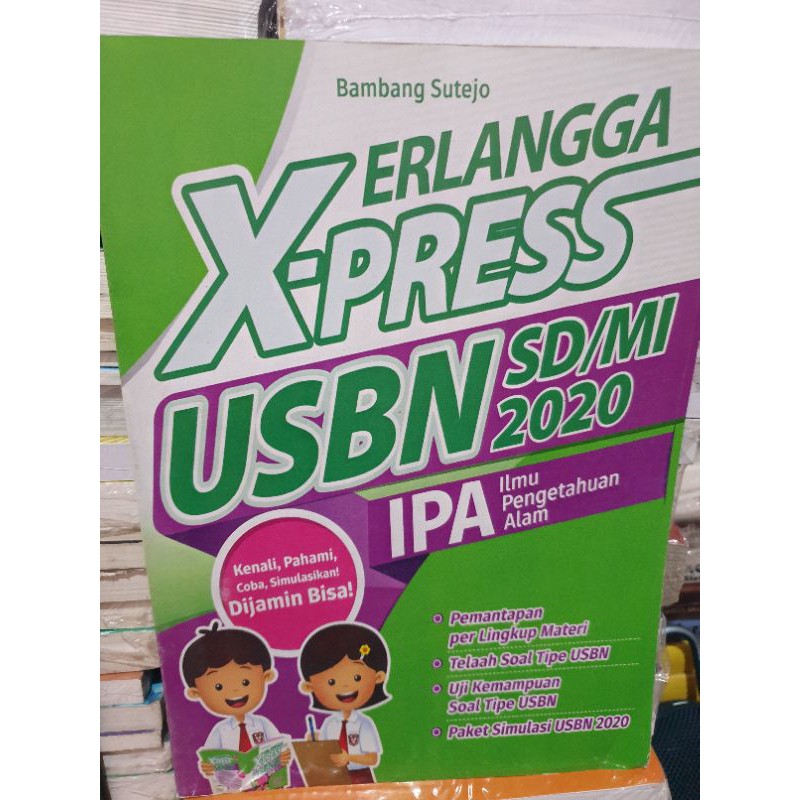 Bambang Sutejo
ERLANGGA
X-PRESS
USBN
SD/MI
2020
IPA
Ilmu
Pengetahuan
Alam
Kenali, Pahami,
Coba, Simulasikan!
Dijamin Bisa!
Pemantapan
per Lingkup Materi
Telaah Soal Tipe USBN
Uji Kemampuan
Soal Tipe USBN
Paket Simulasi USBN 2020
X-PRESS